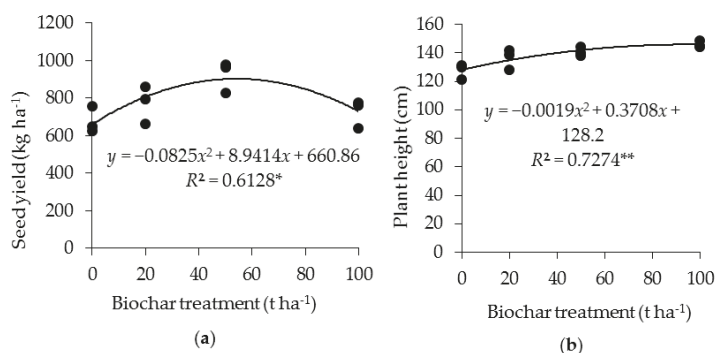 1200
1000
800
600
400
200
0
Seed yield (kg ha⁻¹)
y = −0.0825x² + 8.9414x + 660.86
R² = 0.6128*
0 20 40 60 80 100
Biochar treatment (t ha⁻¹)
(a)
160
140
120
100
80
60
40
20
0
Plant height (cm)
y = −0.0019x² + 0.3708x +
128.2
R² = 0.7274**
0 20 40 60 80 100
Biochar treatment (t ha⁻¹)
(b)